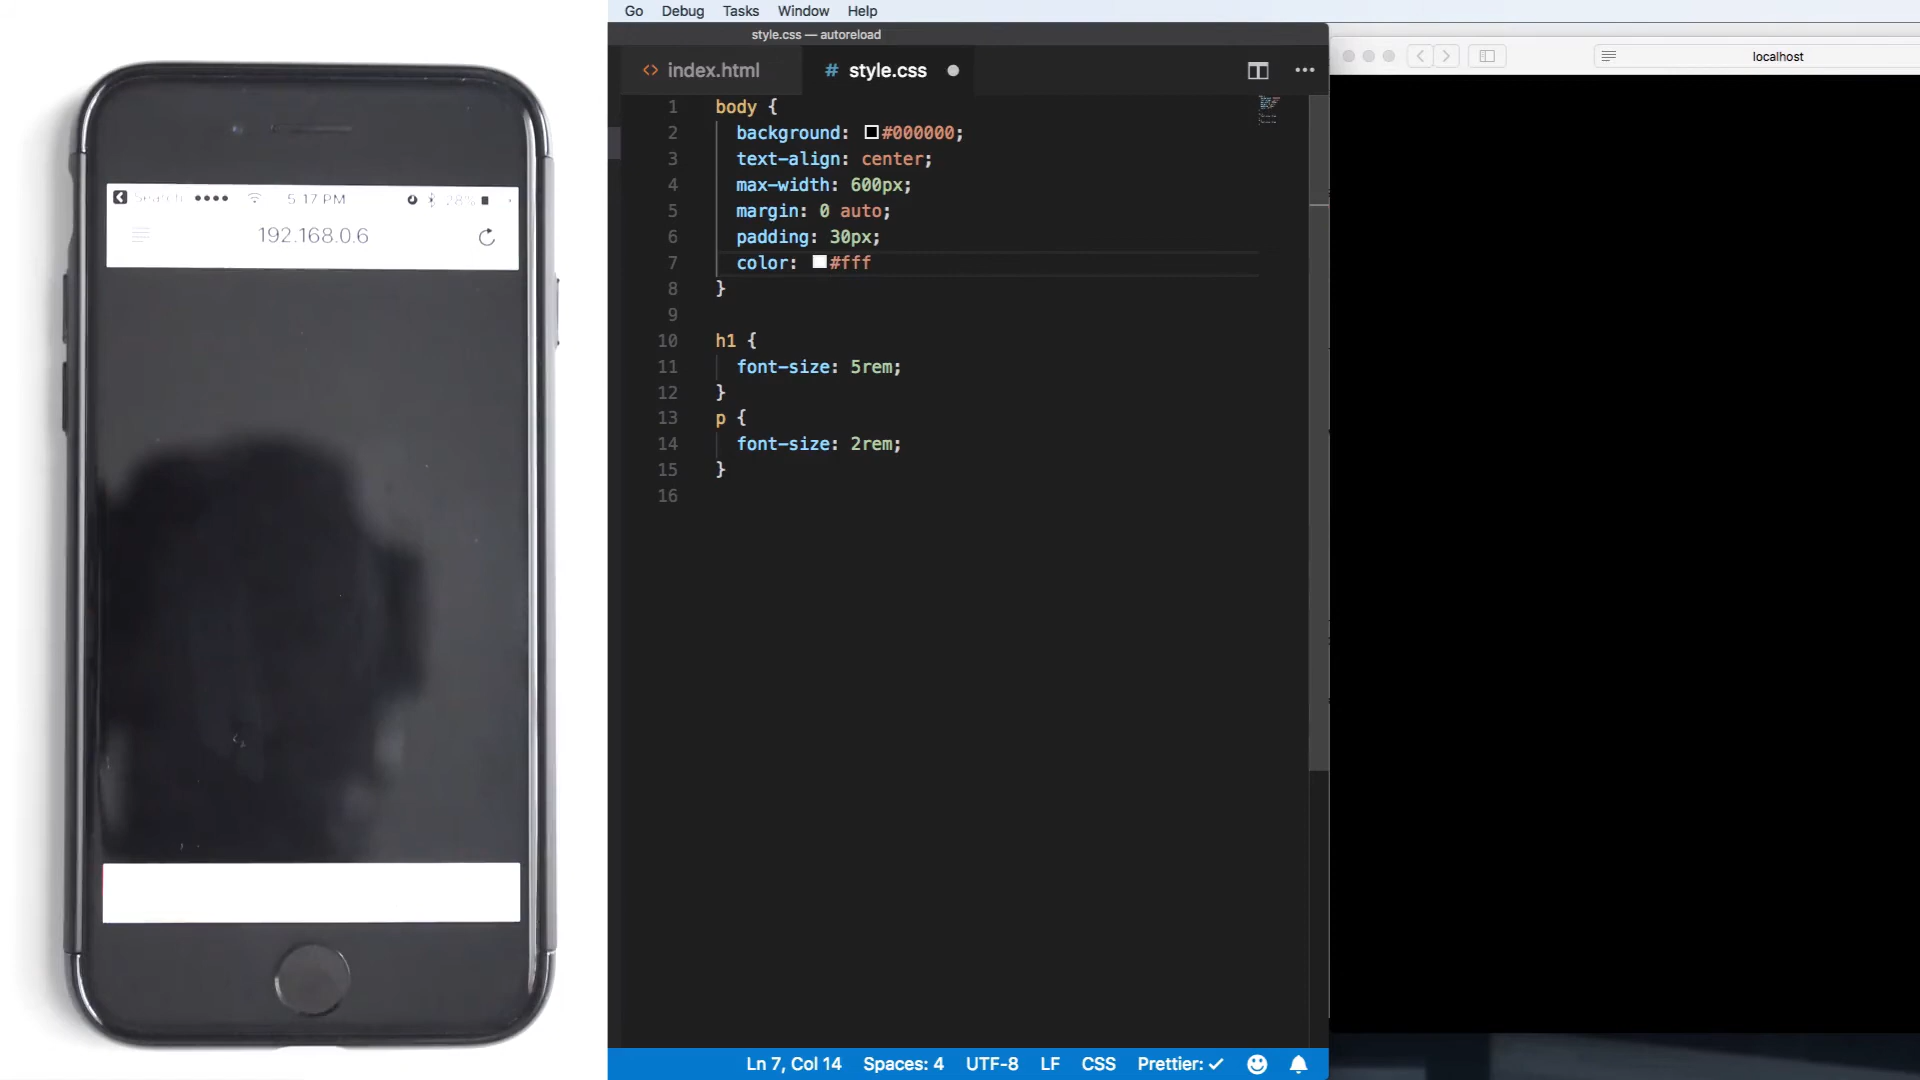 Search
5 17 PM
28%
192.168.0.6
Go Debug Tasks Window Help
style.css — autoreload
<> index.html
# style.css
1 body {
2 background: #000000;
3 text-align: center;
4 max-width: 600px;
5 margin: 0 auto;
6 padding: 30px;
7 color: #fff
8 }
9
10 h1 {
11 font-size: 5rem;
12 }
13 p {
14 font-size: 2rem;
15 }
16
Ln 7, Col 14 Spaces: 4 UTF-8 LF CSS Prettier: ✓
localhost